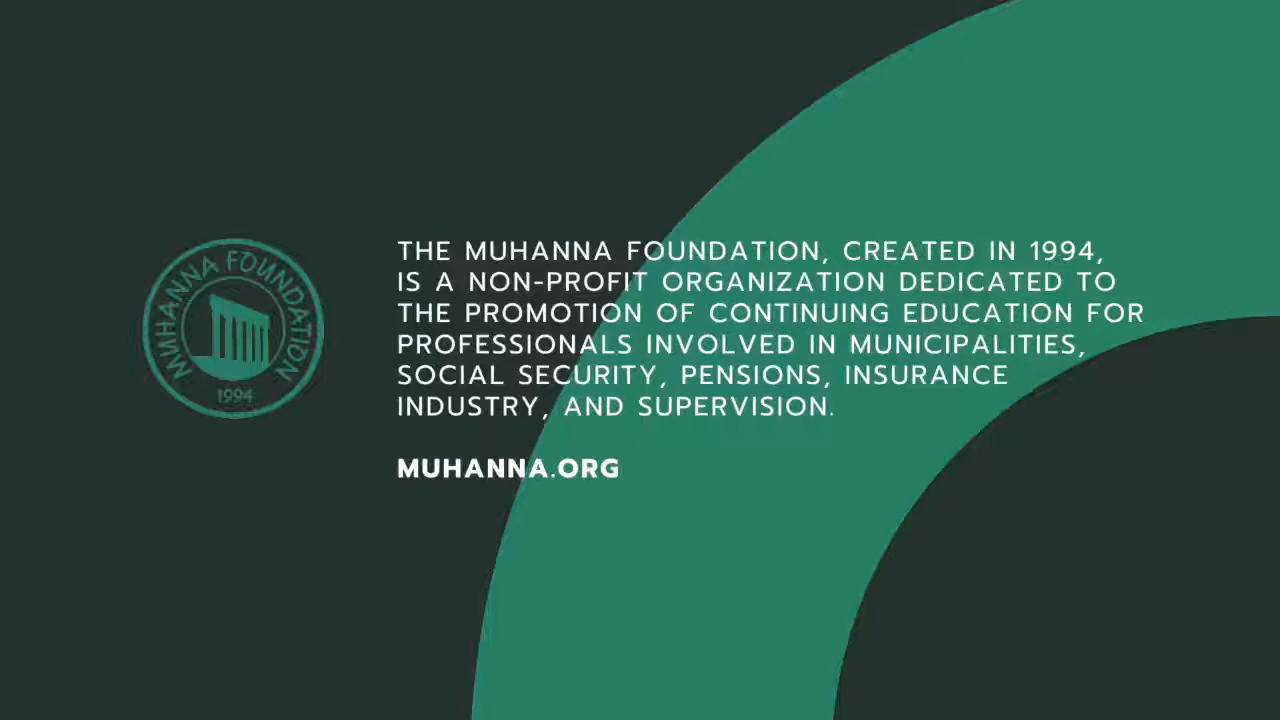 MUHANNA FOUNDATION
1994
THE MUHANNA FOUNDATION, CREATED IN 1994,
IS A NON-PROFIT ORGANIZATION DEDICATED TO
THE PROMOTION OF CONTINUING EDUCATION FOR
PROFESSIONALS INVOLVED IN MUNICIPALITIES,
SOCIAL SECURITY, PENSIONS, INSURANCE
INDUSTRY, AND SUPERVISION.
MUHANNA.ORG